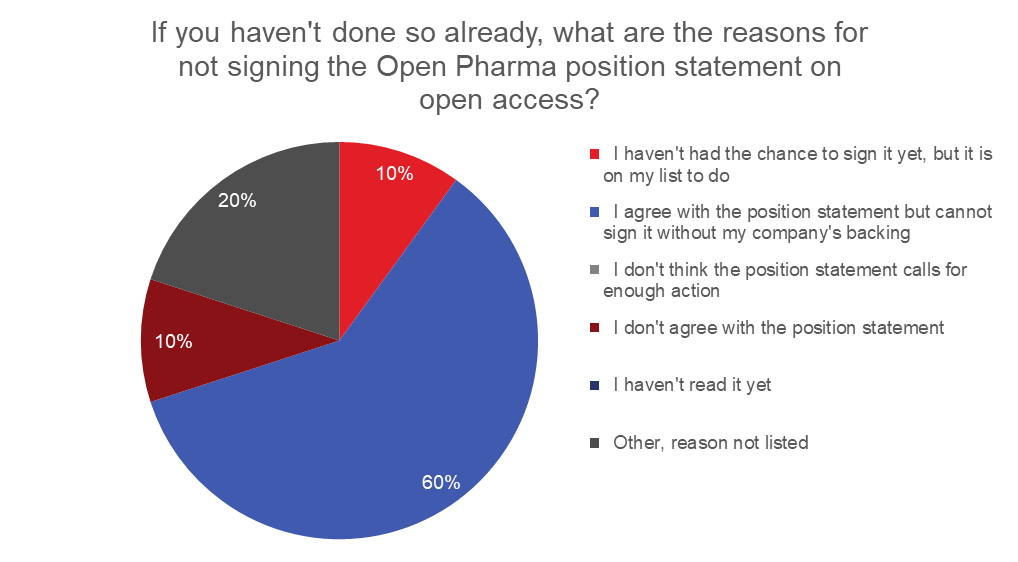 If you haven't done so already, what are the reasons for
not signing the Open Pharma position statement on
open access?
10%
20%
10%
60%
I haven't had the chance to sign it yet, but it is
on my list to do
I agree with the position statement but cannot
sign it without my company's backing
I don't think the position statement calls for
enough action
I don't agree with the position statement
I haven't read it yet
Other, reason not listed